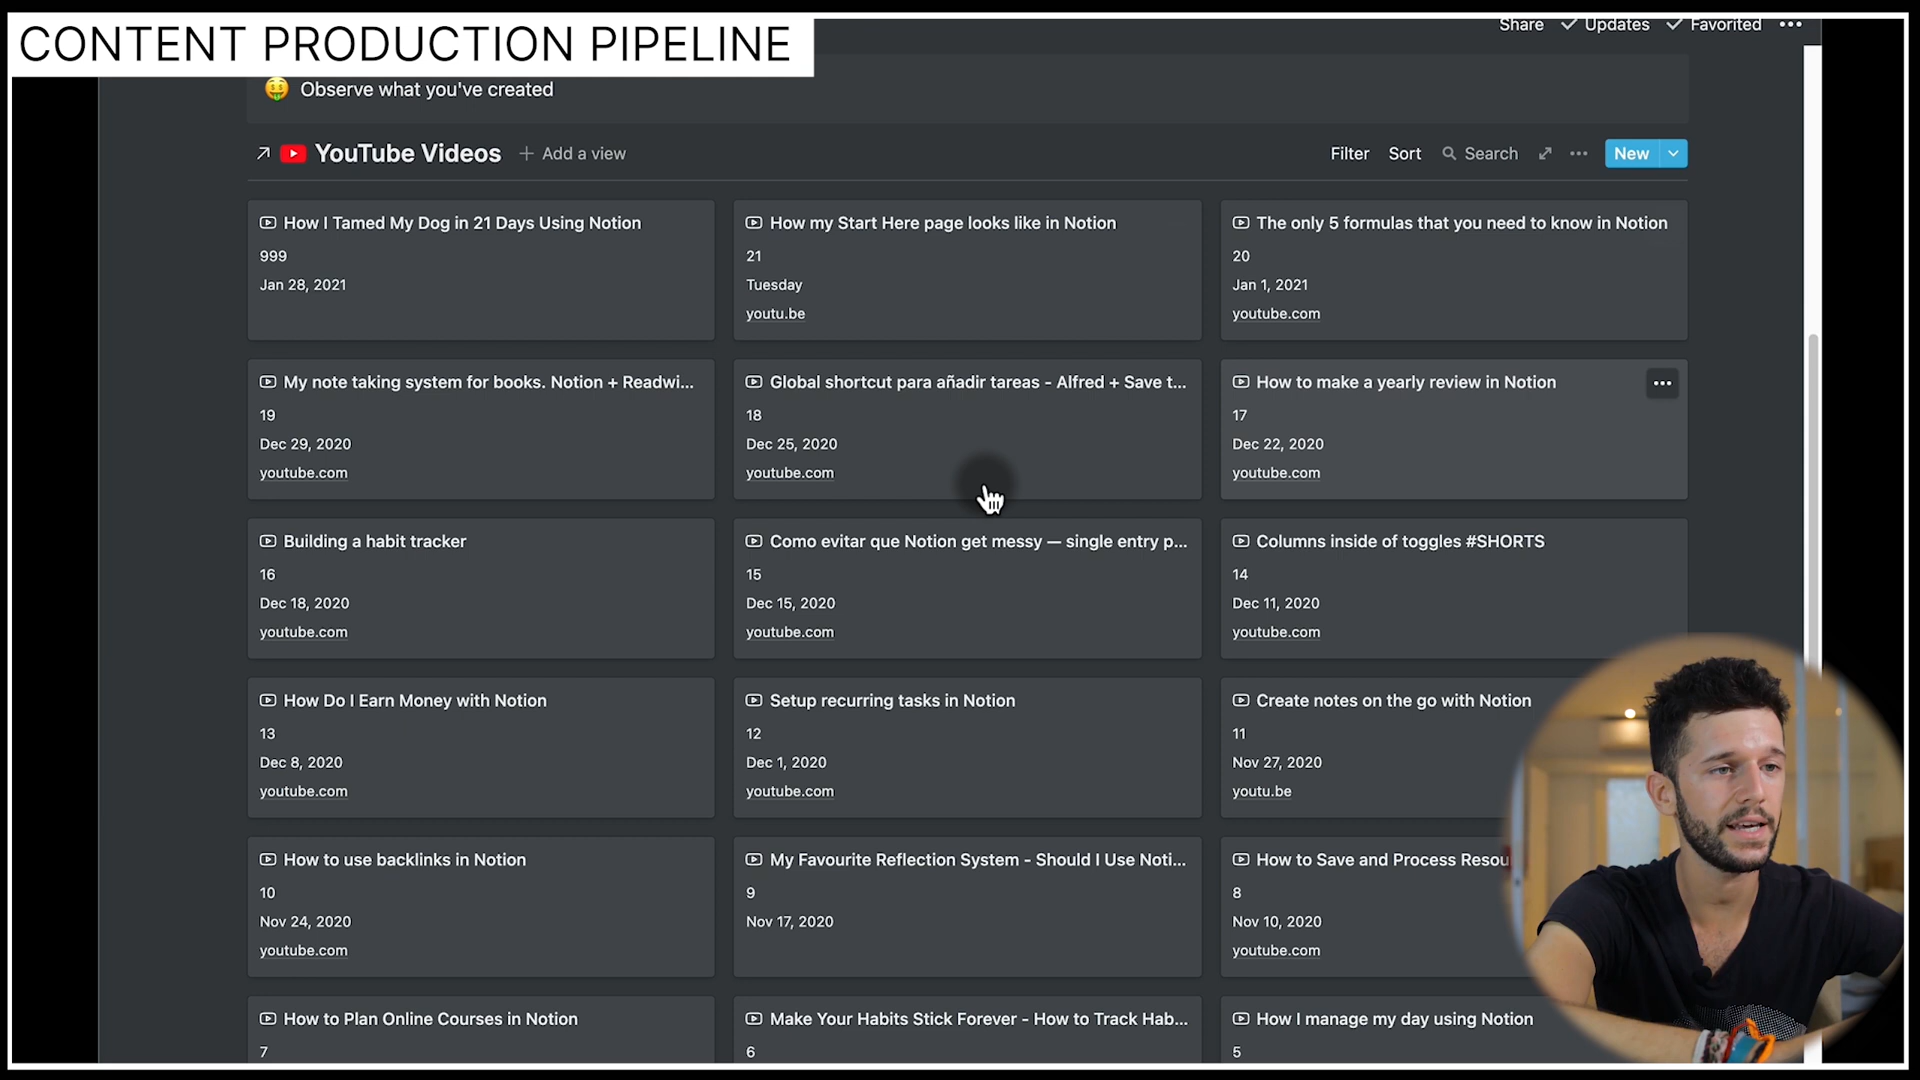 CONTENT PRODUCTION PIPELINE
Share Updates Favorited
Observe what you've created
YouTube Videos + Add a view Filter Sort Search New
How I Tamed My Dog in 21 Days Using Notion
999
Jan 28, 2021
How my Start Here page looks like in Notion
21
Tuesday
youtu.be
The only 5 formulas that you need to know in Notion
20
Jan 1, 2021
youtube.com
My note taking system for books. Notion + Readwi...
19
Dec 29, 2020
youtube.com
Global shortcut para añadir tareas - Alfred + Save t...
18
Dec 25, 2020
youtube.com
How to make a yearly review in Notion
17
Dec 22, 2020
youtube.com
Building a habit tracker
16
Dec 18, 2020
youtube.com
Como evitar que Notion get messy — single entry p...
15
Dec 15, 2020
youtube.com
Columns inside of toggles #SHORTS
14
Dec 11, 2020
youtube.com
How Do I Earn Money with Notion
13
Dec 8, 2020
youtube.com
Setup recurring tasks in Notion
12
Dec 1, 2020
youtube.com
Create notes on the go with Notion
11
Nov 27, 2020
youtu.be
How to use backlinks in Notion
10
Nov 24, 2020
youtube.com
My Favourite Reflection System - Should I Use Noti...
9
Nov 17, 2020
How to Save and Process Resou
8
Nov 10, 2020
youtube.com
How to Plan Online Courses in Notion
7
Make Your Habits Stick Forever - How to Track Hab...
6
How I manage my day using Notion
5